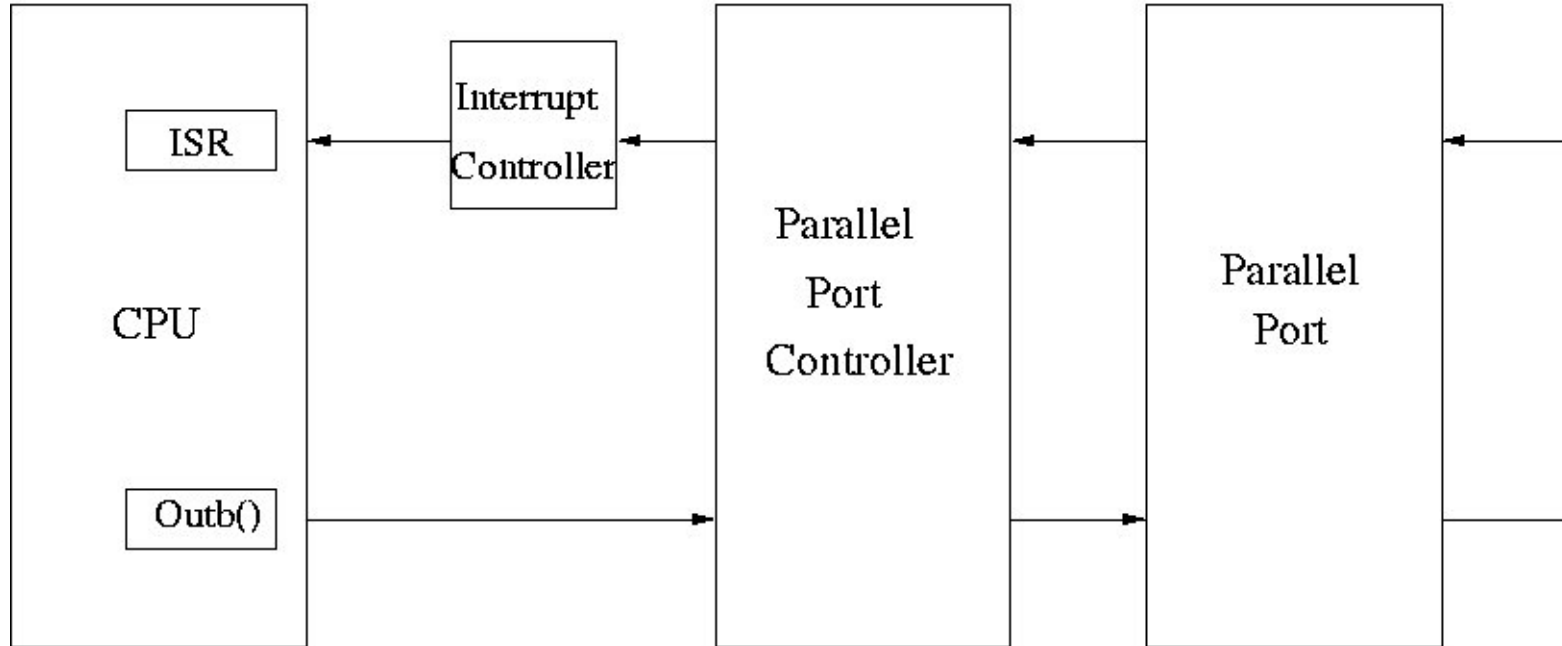 ISR
CPU
Outb()
Interrupt
Controller
Parallel
Port
Controller
Parallel
Port